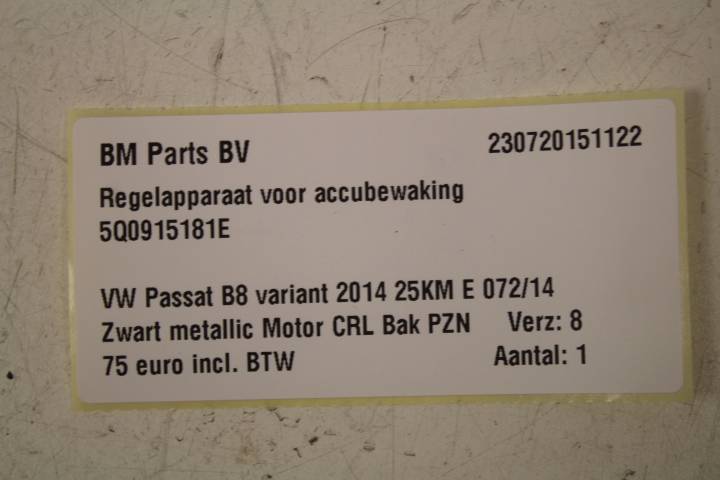 BM Parts BV 230720151122
Regelapparaat voor accubewaking
5Q0915181E
VW Passat B8 variant 2014 25KM E 072/14
Zwart metallic Motor CRL Bak PZN Verz: 8
75 euro incl. BTW Aantal: 1